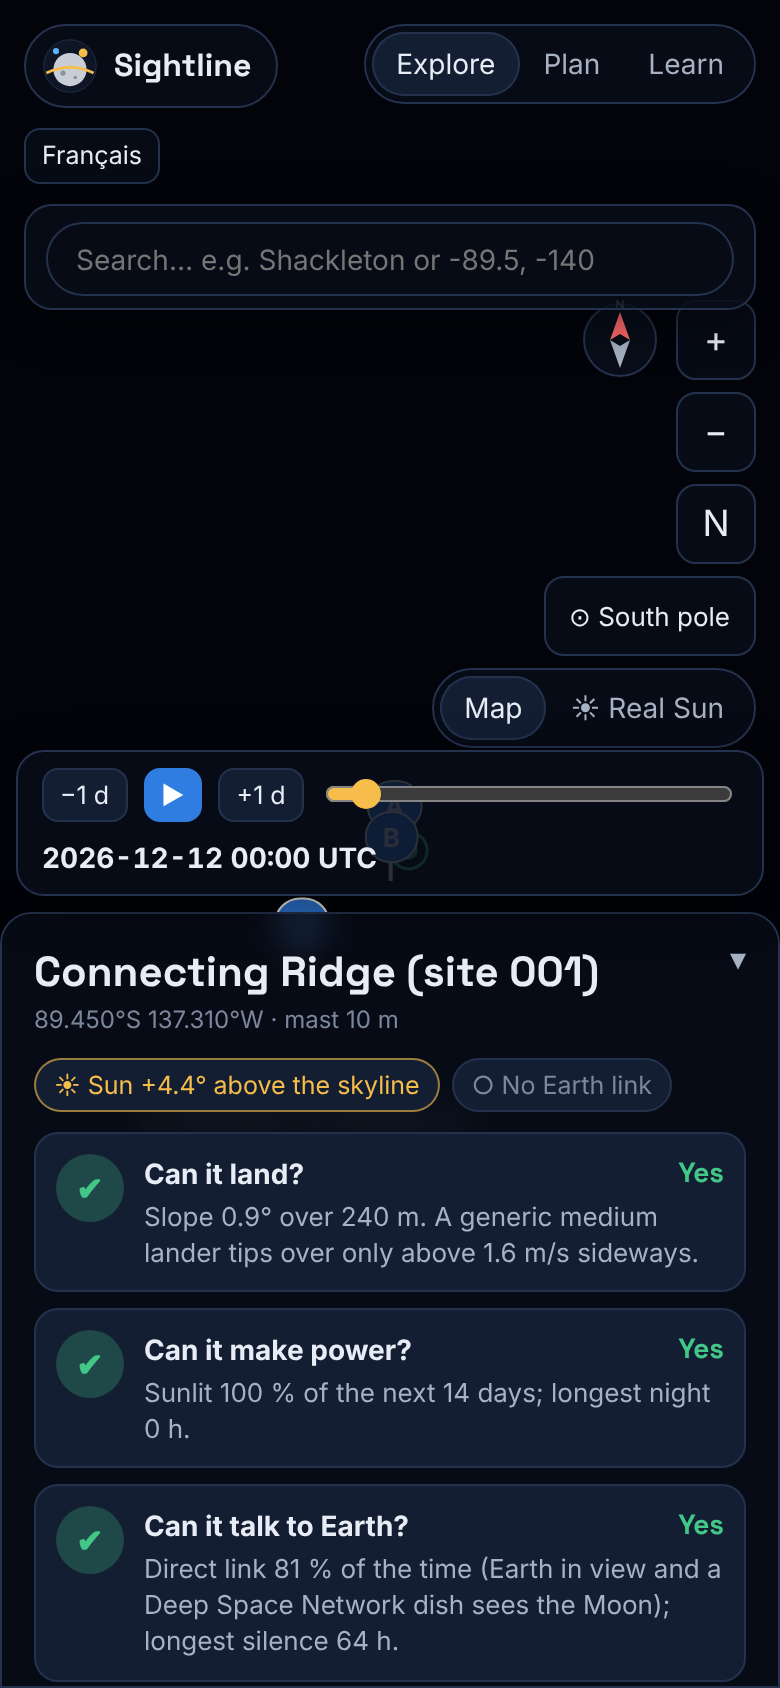 Sightline
Explore Plan Learn
Français
Search... e.g. Shackleton or -89.5, -140
N
+
−
N
⊙ South pole
Map ☀ Real Sun
−1 d ▶ +1 d
A
B
2026-12-12 00:00 UTC
Connecting Ridge (site 001) ▼
89.450°S 137.310°W · mast 10 m
☀ Sun +4.4° above the skyline ○ No Earth link
✔ Can it land? Yes
Slope 0.9° over 240 m. A generic medium
lander tips over only above 1.6 m/s sideways.
✔ Can it make power? Yes
Sunlit 100 % of the next 14 days; longest night
0 h.
✔ Can it talk to Earth? Yes
Direct link 81 % of the time (Earth in view and a
Deep Space Network dish sees the Moon);
longest silence 64 h.